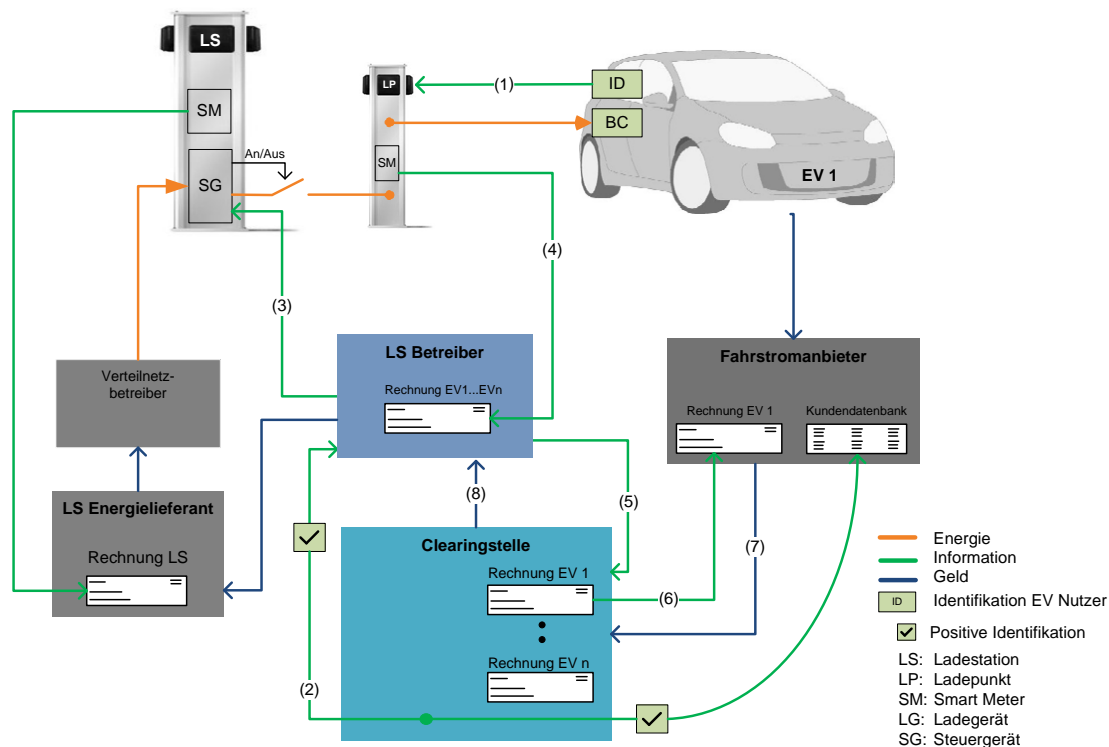 LS
LP
(1)
ID
BC
SM
An/Aus
SM
SG
EV 1
(4)
(3)
LS Betreiber
Rechnung EV1...EVn
Fahrstromanbieter
Rechnung EV 1
Kundendatenbank
Verteilnetz-
betreiber
(8)
(5)
LS Energielieferant
Rechnung LS
Clearingstelle
Rechnung EV 1
(6)
(7)
Rechnung EV n
(2)
Energie
Information
Geld
ID Identifikation EV Nutzer
Positive Identifikation
LS: Ladestation
LP: Ladepunkt
SM: Smart Meter
LG: Ladegerät
SG: Steuergerät